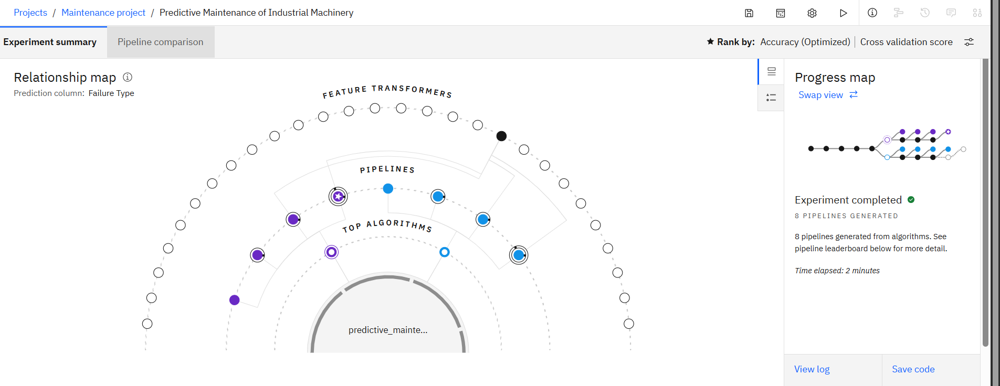 Projects / Maintenance project / Predictive Maintenance of Industrial Machinery
Experiment summary
Pipeline comparison
Rank by: Accuracy (Optimized) | Cross validation score
Relationship map
Prediction column: Failure Type
FEATURE TRANSFORMERS
PIPELINES
TOP ALGORITHMS
predictive_mainte...
Progress map
Swap view
Experiment completed
8 PIPELINES GENERATED
8 pipelines generated from algorithms. See
pipeline leaderboard below for more detail.
Time elapsed: 2 minutes
View log
Save code